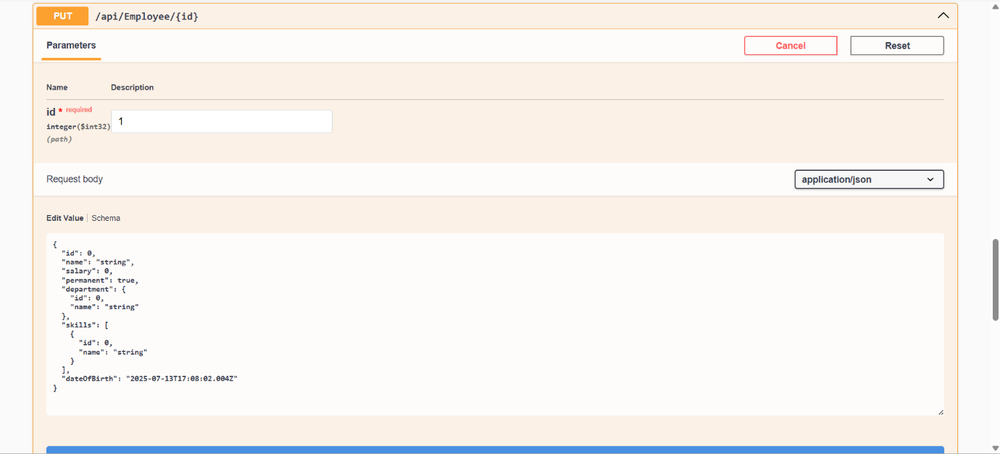 PUT /api/Employee/{id}
Parameters
Cancel
Reset
Name Description
id * required
1
integer($int32)
(path)
Request body
application/json
Edit Value | Schema
{
  "id": 0,
  "name": "string",
  "salary": 0,
  "permanent": true,
  "department": {
    "id": 0,
    "name": "string"
  },
  "skills": [
    {
      "id": 0,
      "name": "string"
    }
  ],
  "dateOfBirth": "2025-07-13T17:08:02.004Z"
}